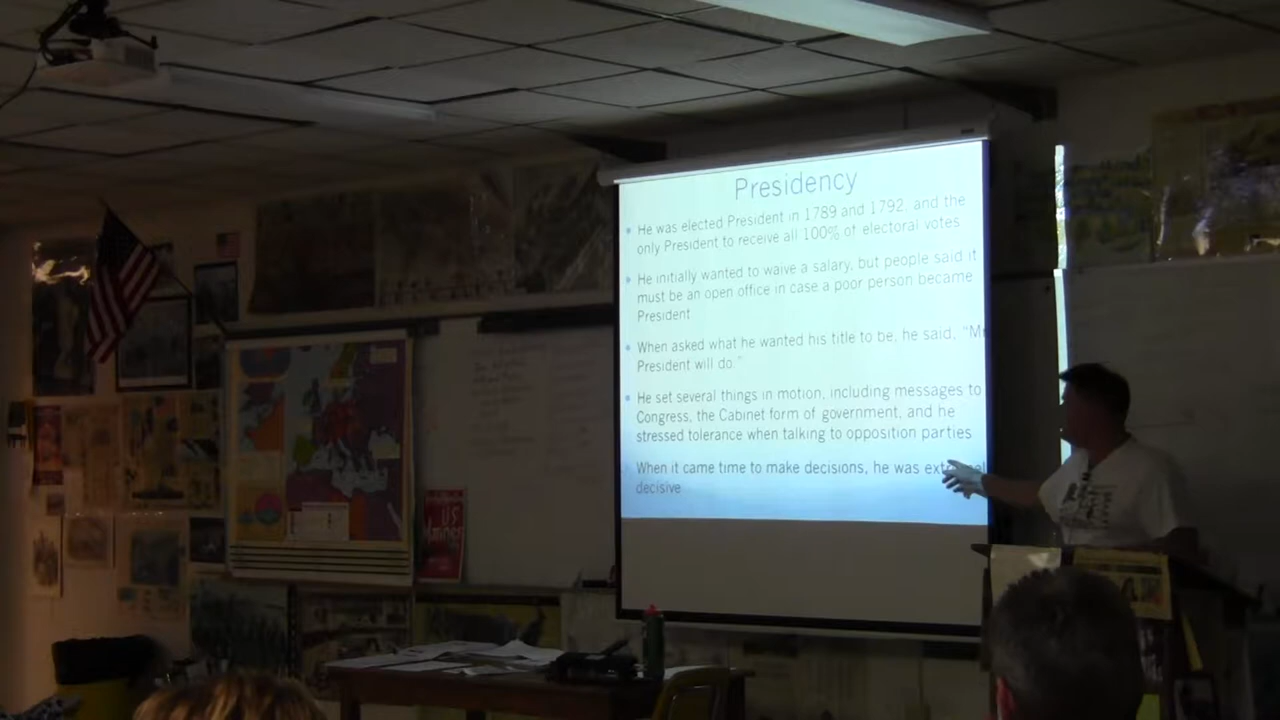 Presidency
He was elected President in 1789 and 1792, and the
only President to receive all 100% of electoral votes
He initially wanted to waive a salary, but people said it
must be an open office in case a poor person became
President
When asked what he wanted his title to be, he said, "Mr
President will do."
He set several things in motion, including messages to
Congress, the Cabinet form of government, and he
stressed tolerance when talking to opposition parties
When it came time to make decisions, he was
decisive
US
Marines